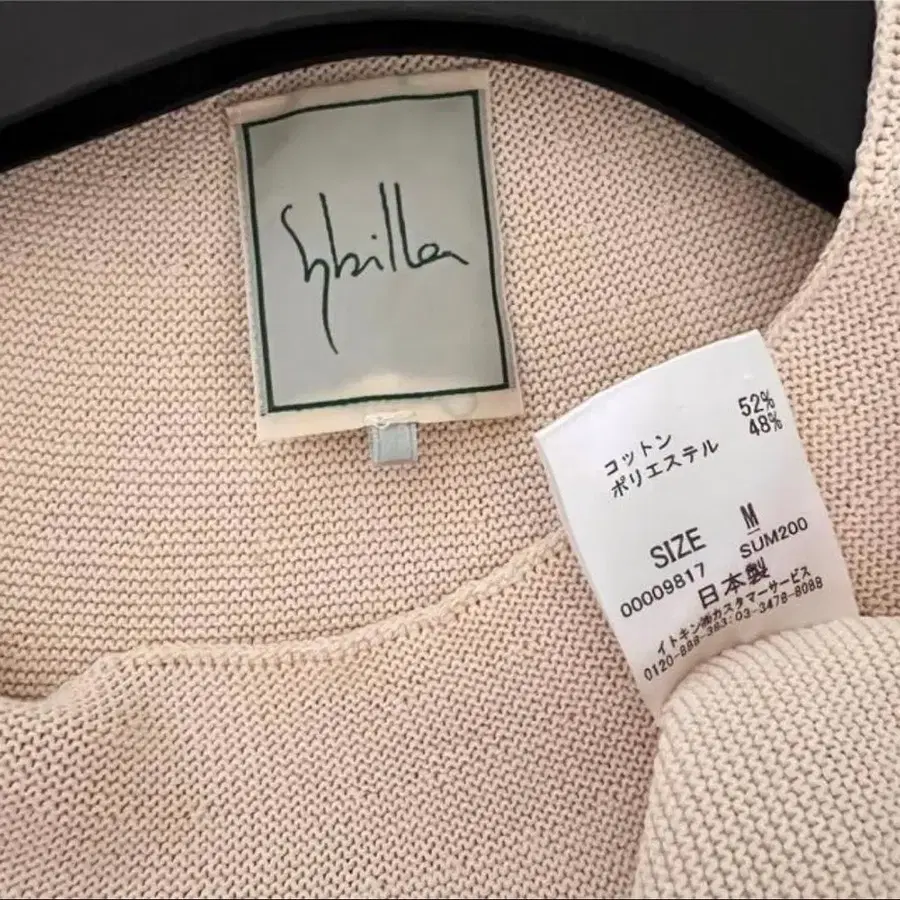 Sybilla
コットン 52%
ポリエステル 48%
SIZE M
00009817 SUM200
日本製
イトキン㈱カスタマーサービス
0120-888-383:03-3478-8088